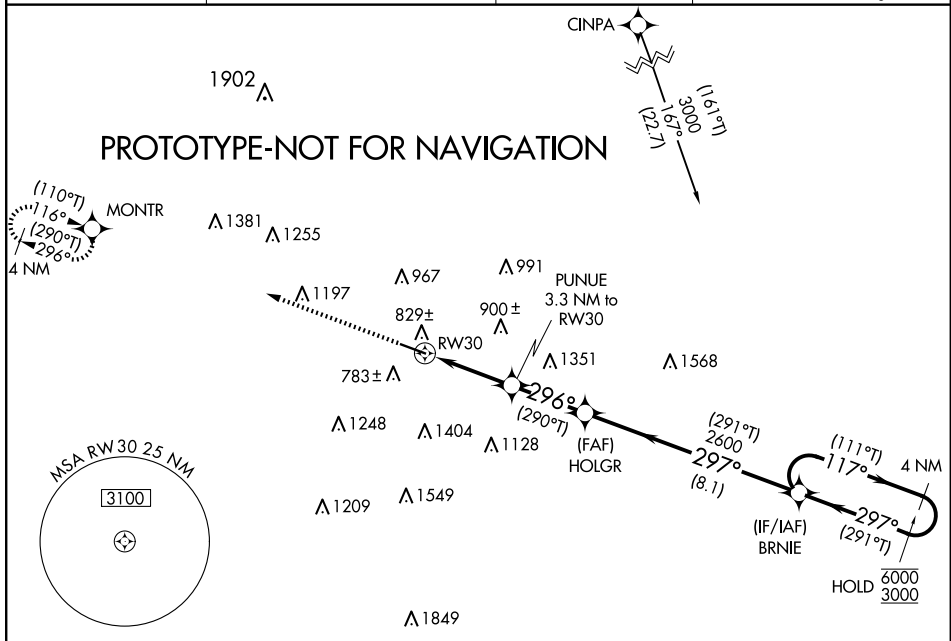 CINPA
(161°T)
3000
167°
(22.7)
1902
PROTOTYPE-NOT FOR NAVIGATION
(110°T)
116°
MONTR
(290°T)
296°
4 NM
1381
1255
967
991
PUNUE
3.3 NM to
RW30
1197
829±
900 ±
RW30
1351
1568
783±
296°
(290°T)
(FAF)
HOLGR
1248
1404
1128
(291°T)
2600
297°
(8.1)
(111°T)
117°
4 NM
297°
(291°T)
(IF/IAF)
BRNIE
HOLD 6000
3000
MSA RW30 25 NM
3100
1209
1549
1849